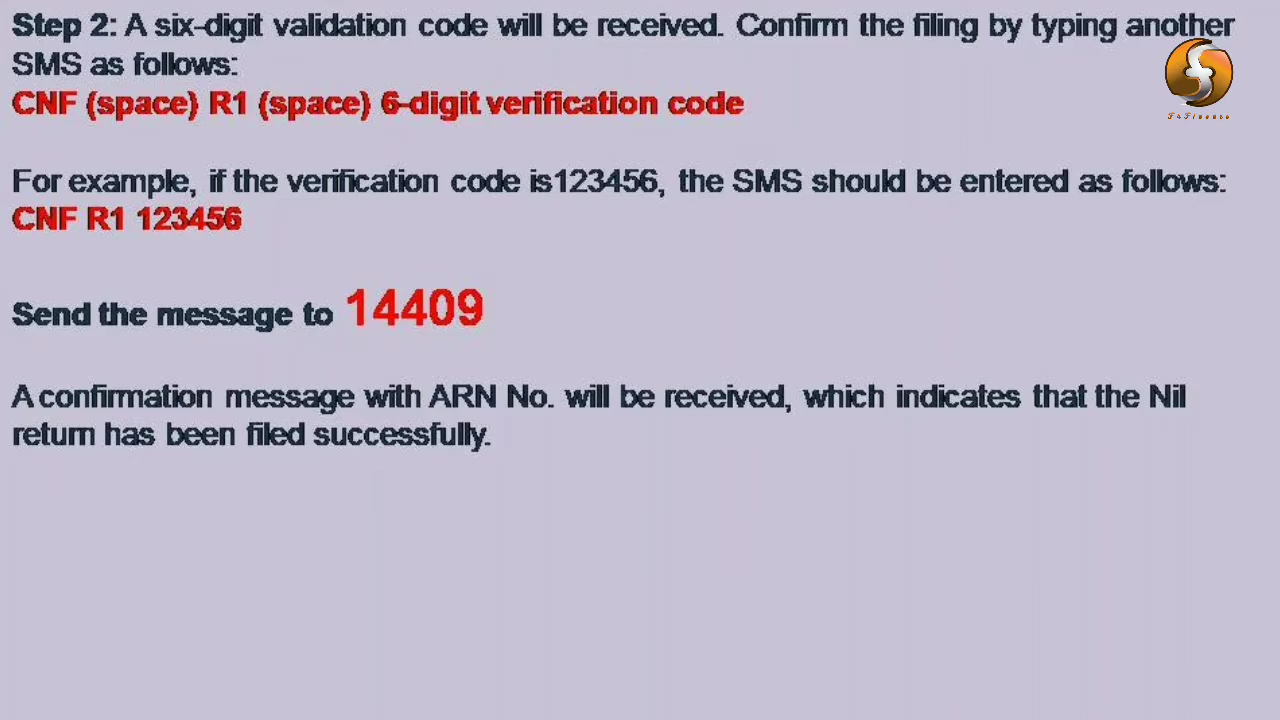 Step 2: A six-digit validation code will be received. Confirm the filing by typing another
SMS as follows:
CNF (space) R1 (space) 6-digit verification code
For example, if the verification code is123456, the SMS should be entered as follows:
CNF R1 123456
Send the message to 14409
A confirmation message with ARN No. will be received, which indicates that the Nil
return has been filed successfully.